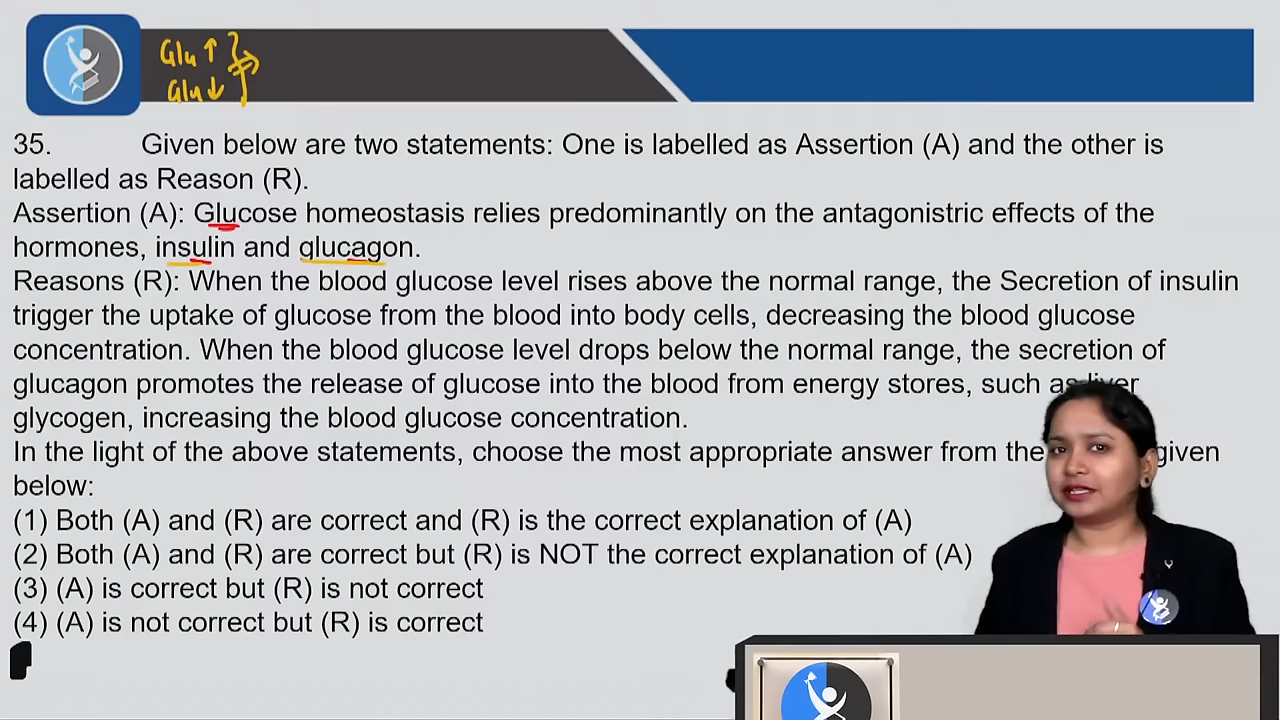 Glu ↑
Glu ↓
35. Given below are two statements: One is labelled as Assertion (A) and the other is
labelled as Reason (R).
Assertion (A): Glucose homeostasis relies predominantly on the antagonistric effects of the
hormones, insulin and glucagon.
Reasons (R): When the blood glucose level rises above the normal range, the Secretion of insulin
trigger the uptake of glucose from the blood into body cells, decreasing the blood glucose
concentration. When the blood glucose level drops below the normal range, the secretion of
glucagon promotes the release of glucose into the blood from energy stores, such as liver
glycogen, increasing the blood glucose concentration.
In the light of the above statements, choose the most appropriate answer from the given
below:
(1) Both (A) and (R) are correct and (R) is the correct explanation of (A)
(2) Both (A) and (R) are correct but (R) is NOT the correct explanation of (A)
(3) (A) is correct but (R) is not correct
(4) (A) is not correct but (R) is correct